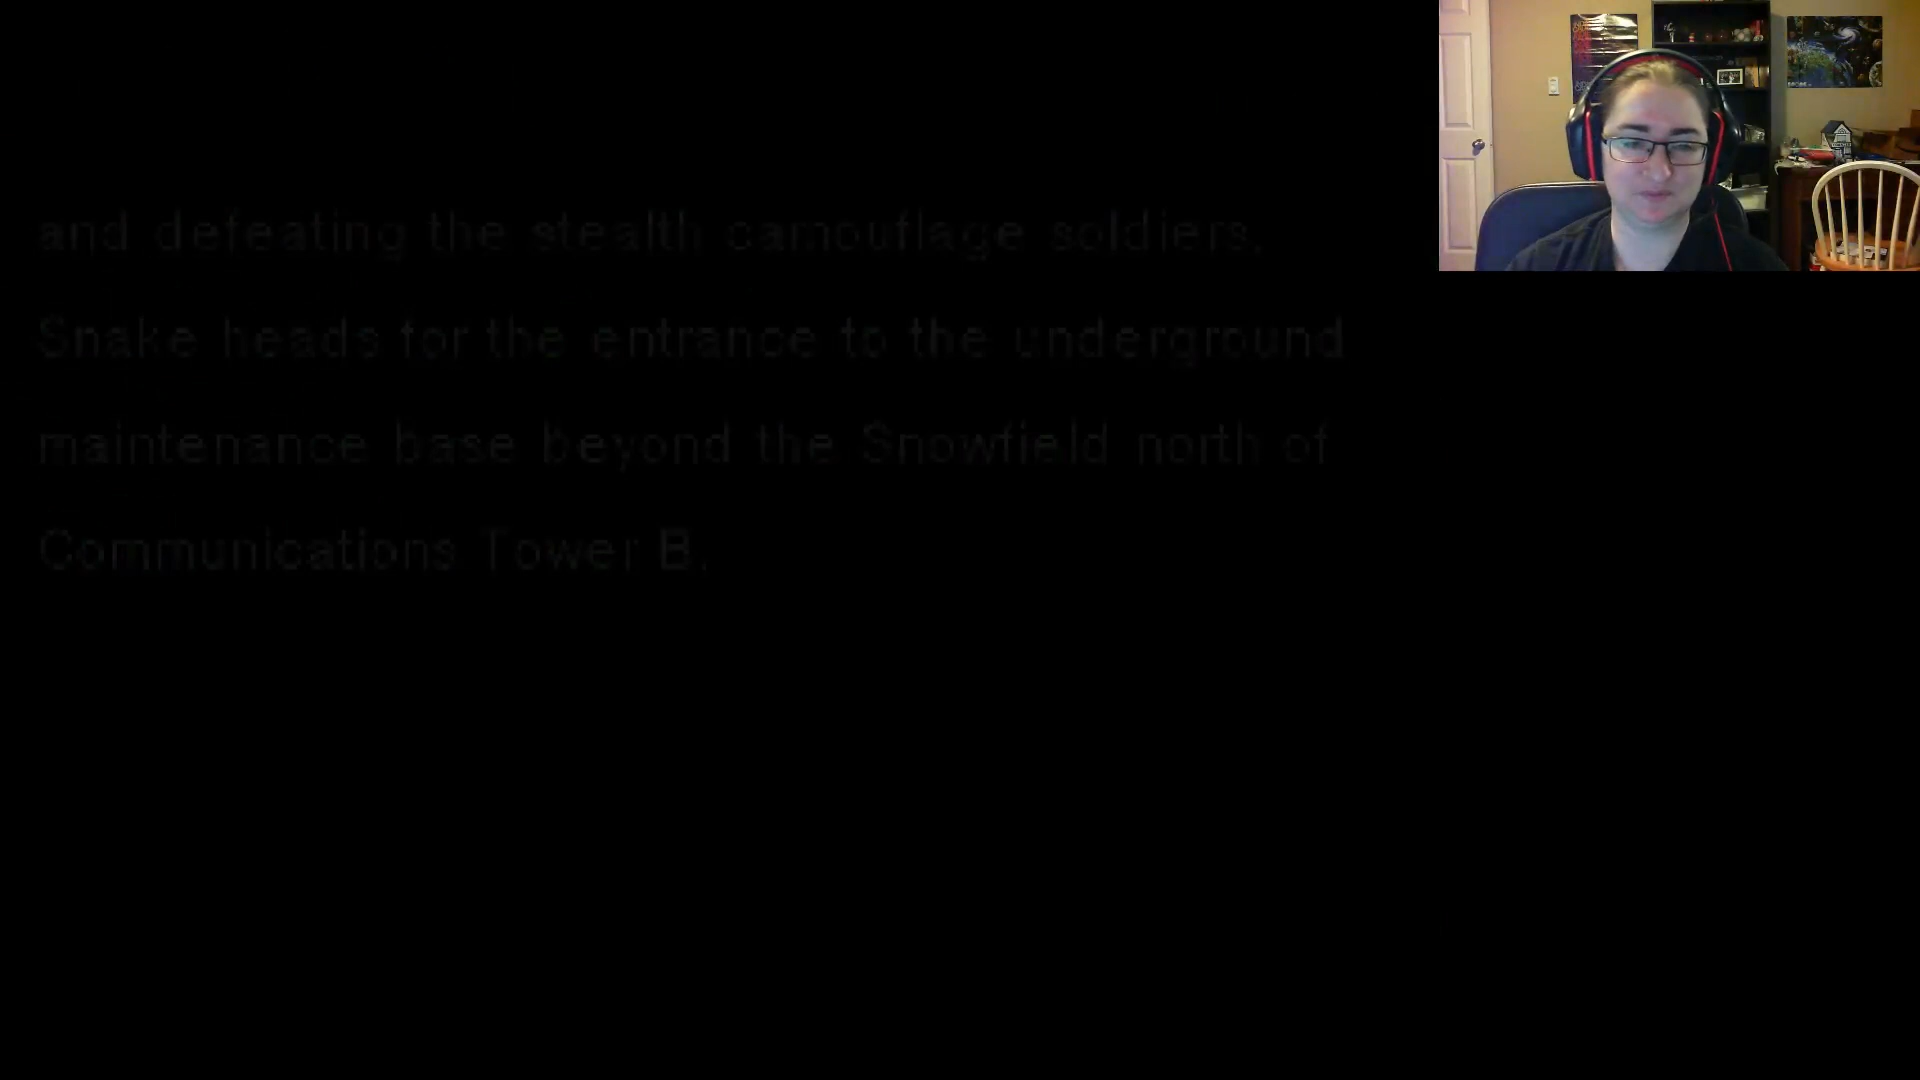 and defeating the stealth camouflage soldiers,
Snake heads for the entrance to the underground
maintenance base beyond the Snowfield north of
Communications Tower B.